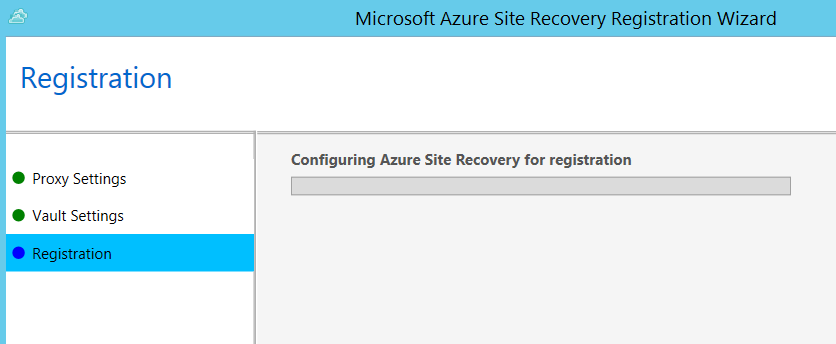 Microsoft Azure Site Recovery Registration Wizard
Registration
Configuring Azure Site Recovery for registration
Proxy Settings
Vault Settings
Registration